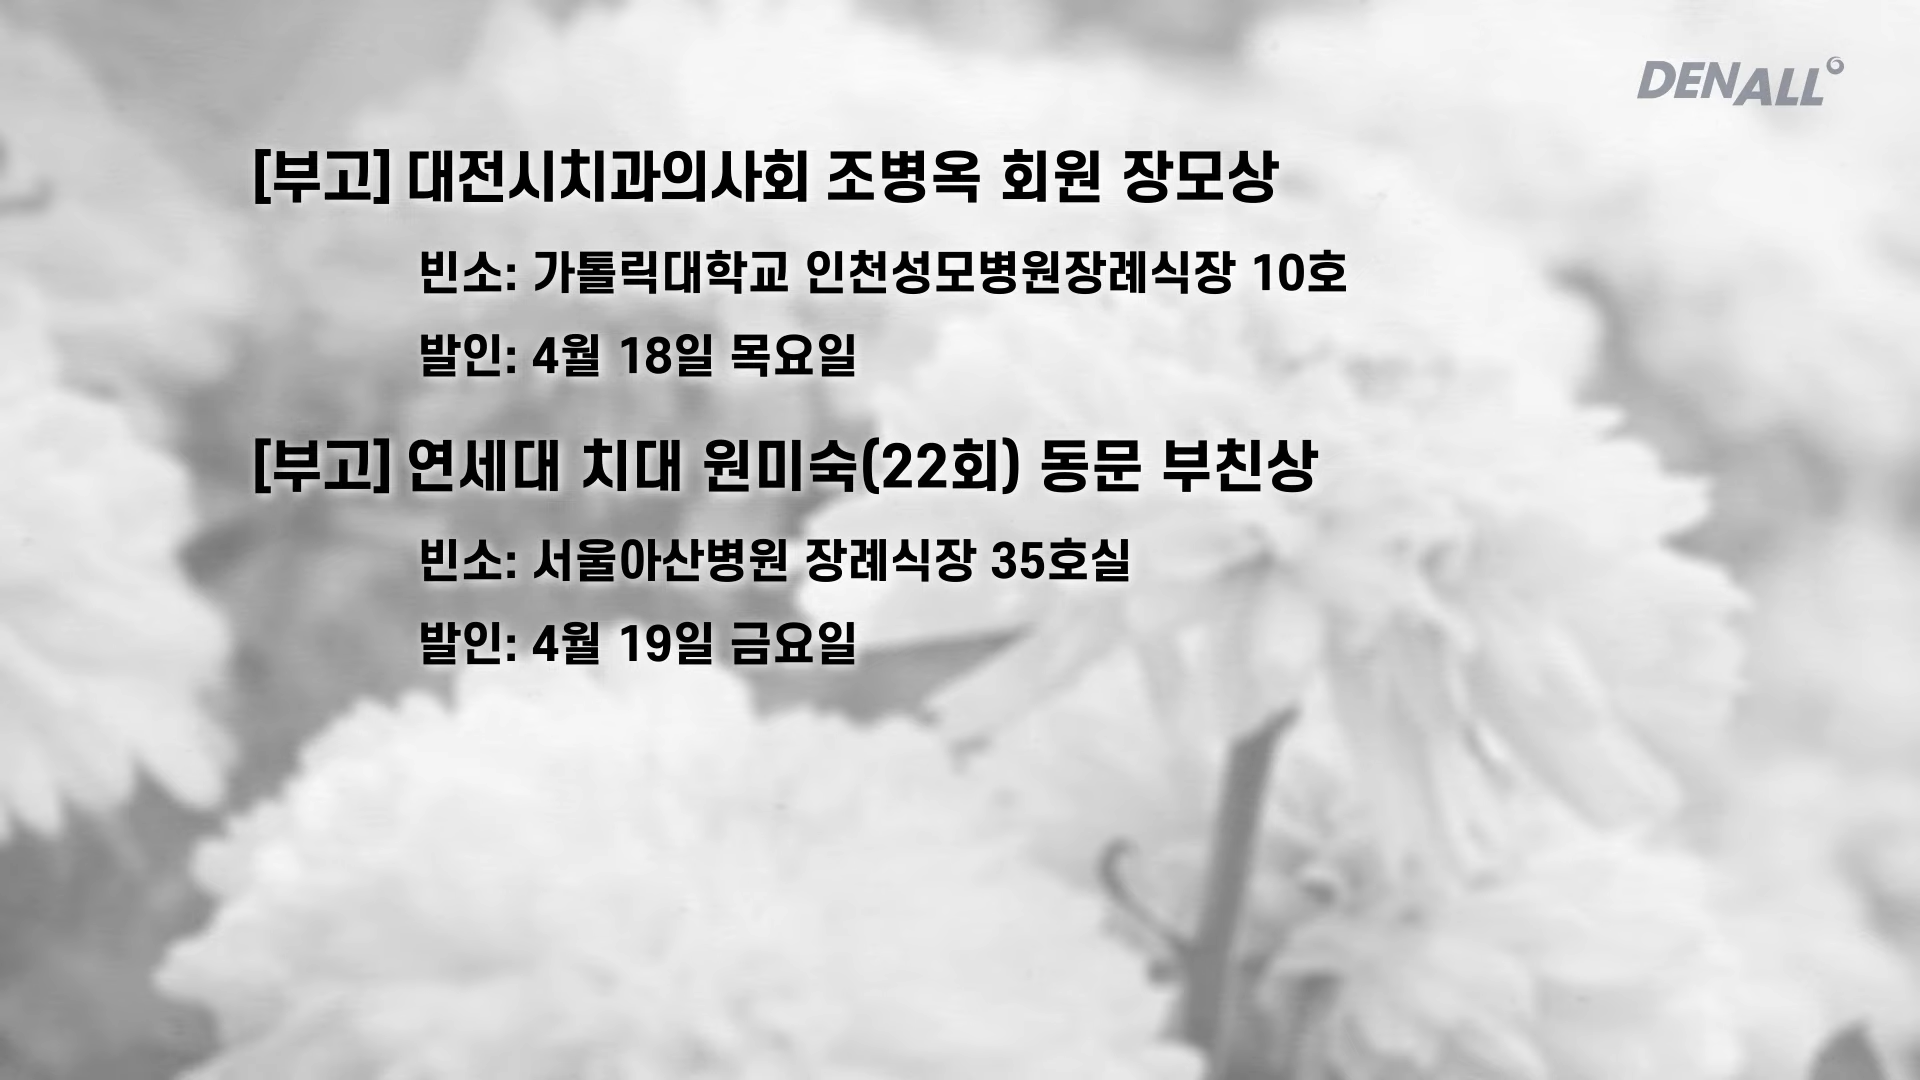 DENALL
[부고] 대전시치과의사회 조병옥 회원 장모상
빈소: 가톨릭대학교 인천성모병원장례식장 10호
발인: 4월 18일 목요일
[부고] 연세대 치대 원미숙(22회) 동문 부친상
빈소: 서울아산병원 장례식장 35호실
발인: 4월 19일 금요일